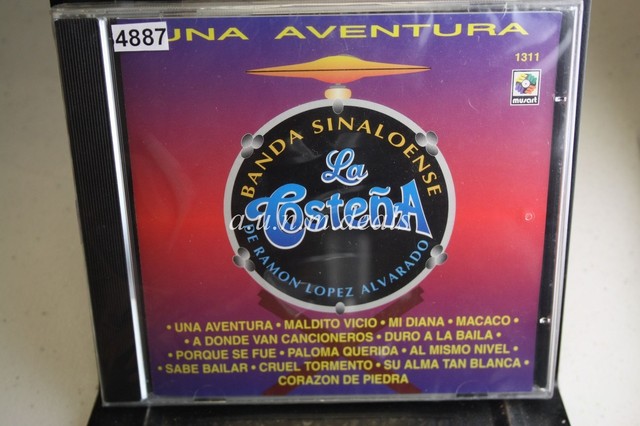 4887
UNA AVENTURA
1311
musart
BANDA SINALOENSE
La
Costeña
a.u.n.m deals
DE RAMON LOPEZ ALVARADO
• UNA AVENTURA • MALDITO VICIO • MI DIANA • MACACO •
• A DONDE VAN CANCIONEROS • DURO A LA BAILA •
• PORQUE SE FUE • PALOMA QUERIDA • AL MISMO NIVEL •
• SABE BAILAR • CRUEL TORMENTO • SU ALMA TAN BLANCA •
CORAZON DE PIEDRA